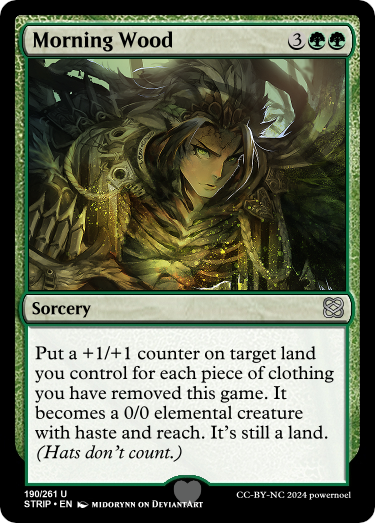 Morning Wood 3
Sorcery
Put a +1/+1 counter on target land
you control for each piece of clothing
you have removed this game. It
becomes a 0/0 elemental creature
with haste and reach. It's still a land.
(Hats don't count.)
190/261 U
STRIP • EN MIDORYNN ON DEVIANTART
CC-BY-NC 2024 powernoel